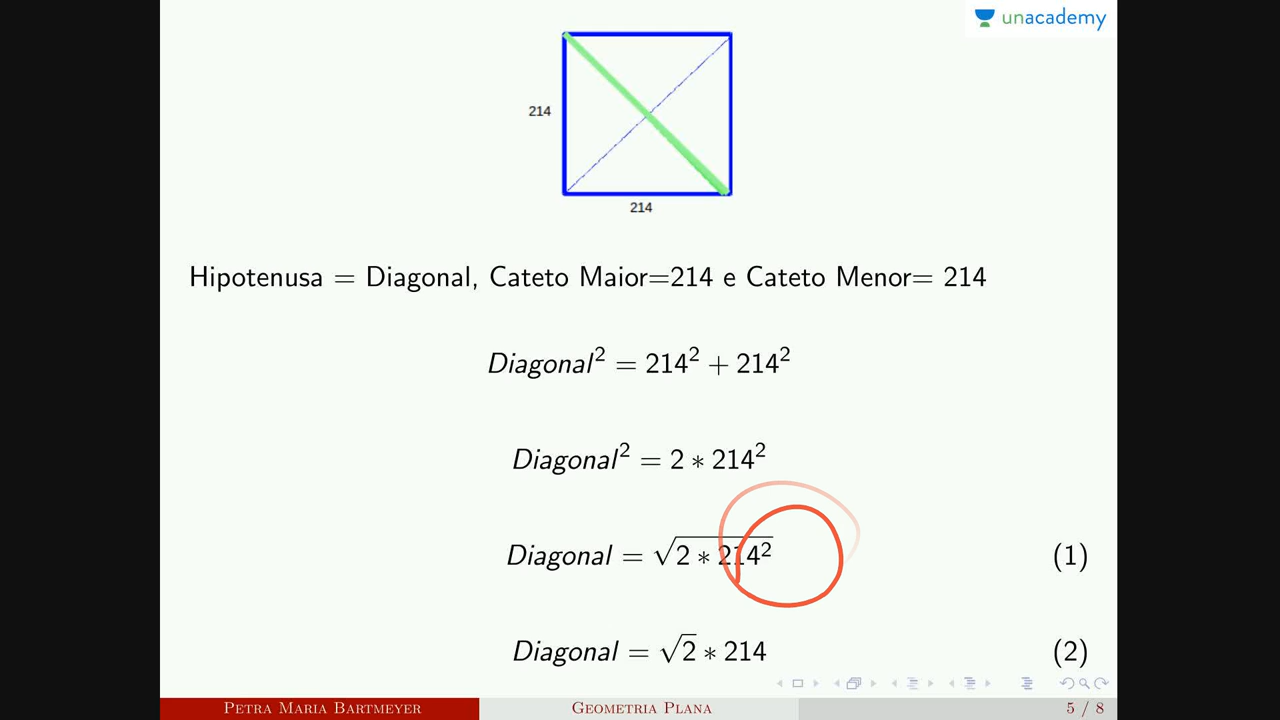 unacademy
214
214
Hipotenusa = Diagonal, Cateto Maior=214 e Cateto Menor= 214
Diagonal² = 214² + 214²
Diagonal² = 2 ∗ 214²
Diagonal = √(2 ∗ 214²) (1)
Diagonal = √2 ∗ 214 (2)
Petra Maria Bartmeyer Geometria Plana 5 / 8